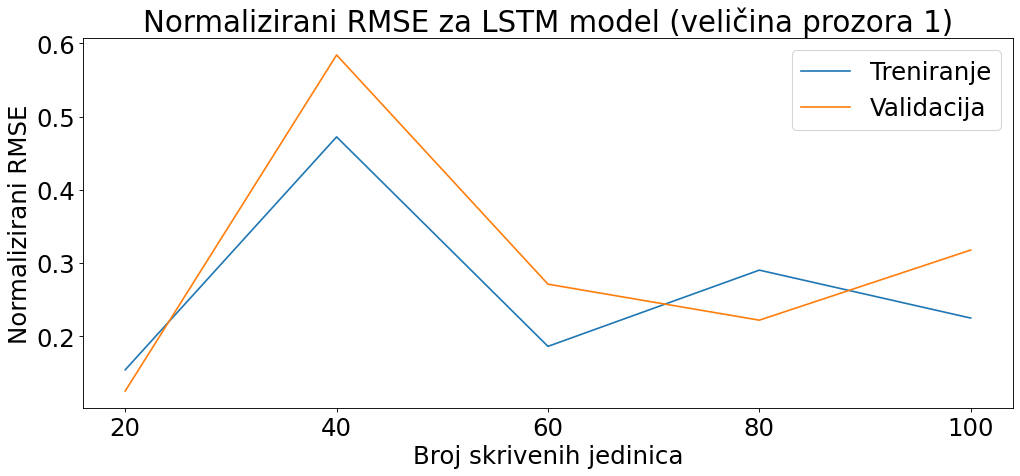 Normalizirani RMSE za LSTM model (veličina prozora 1)
Normalizirani RMSE
0.6
0.5
0.4
0.3
0.2
Treniranje
Validacija
20 40 60 80 100
Broj skrivenih jedinica